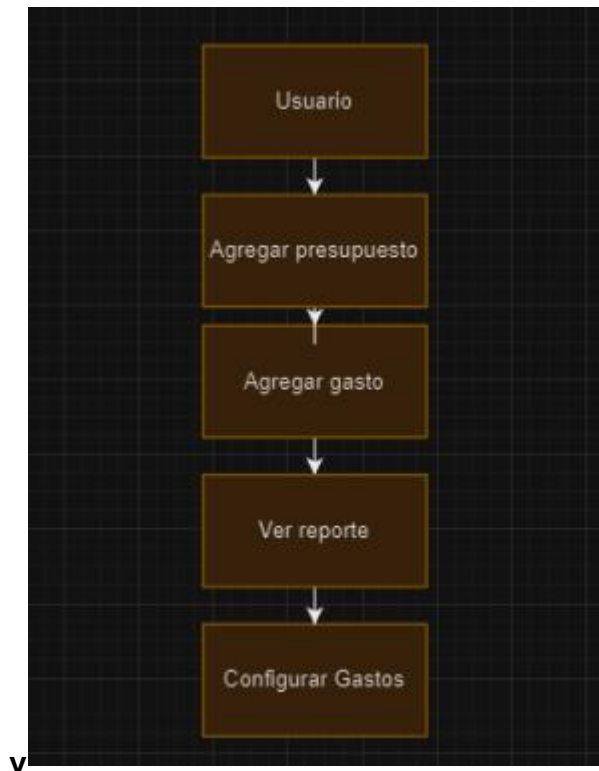 Usuario
Agregar presupuesto
Agregar gasto
Ver reporte
Configurar Gastos
v